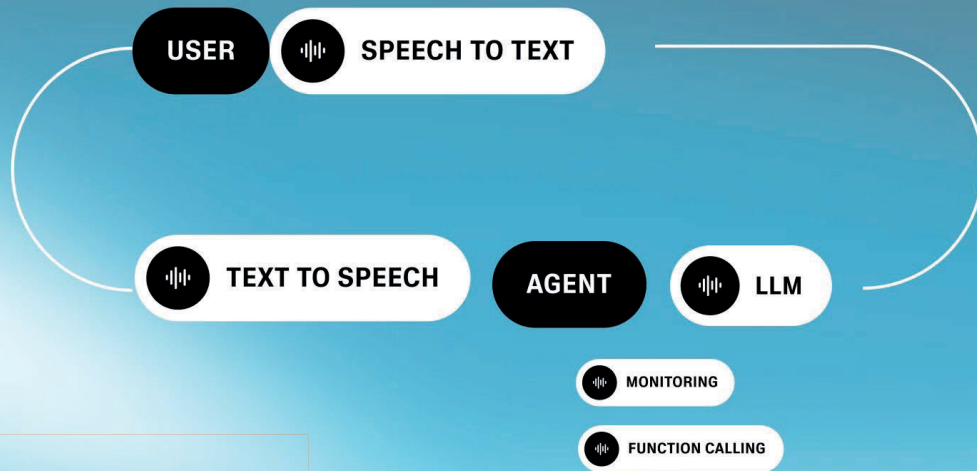 USER
SPEECH TO TEXT
TEXT TO SPEECH
AGENT
LLM
MONITORING
FUNCTION CALLING